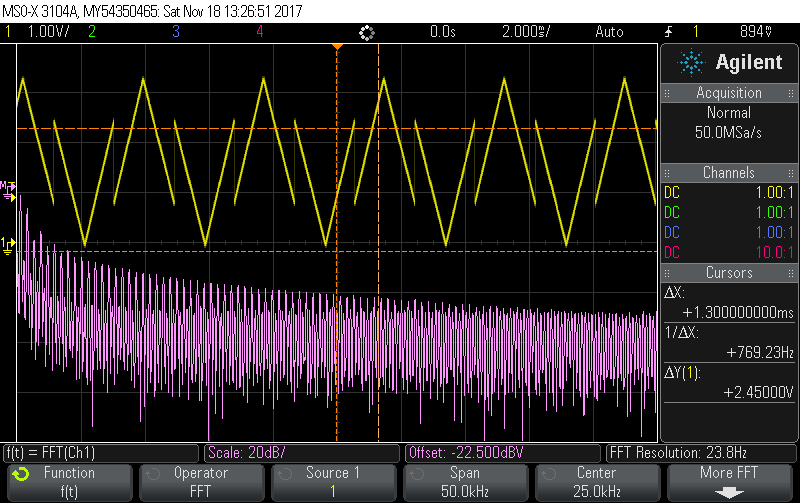 MSO-X 3104A, MY54350465: Sat Nov 18 13:26:51 2017
1 1.00V/ 2 3 4 0.0s 2.000s/ Auto 1 894mV
Agilent
Acquisition
Normal
50.0MSa/s
Channels
DC 1.00:1
DC 1.00:1
DC 1.00:1
DC 10.0:1
Cursors
ΔX:
+1.300000000ms
1/ΔX:
+769.23Hz
ΔY(1):
+2.45000V
M
1
f(t) = FFT(Ch1) Scale: 20dB/ Offset: -22.500dBV FFT Resolution: 23.8Hz
Function Operator Source 1 Span Center More FFT
f(t) FFT 1 50.0kHz 25.0kHz